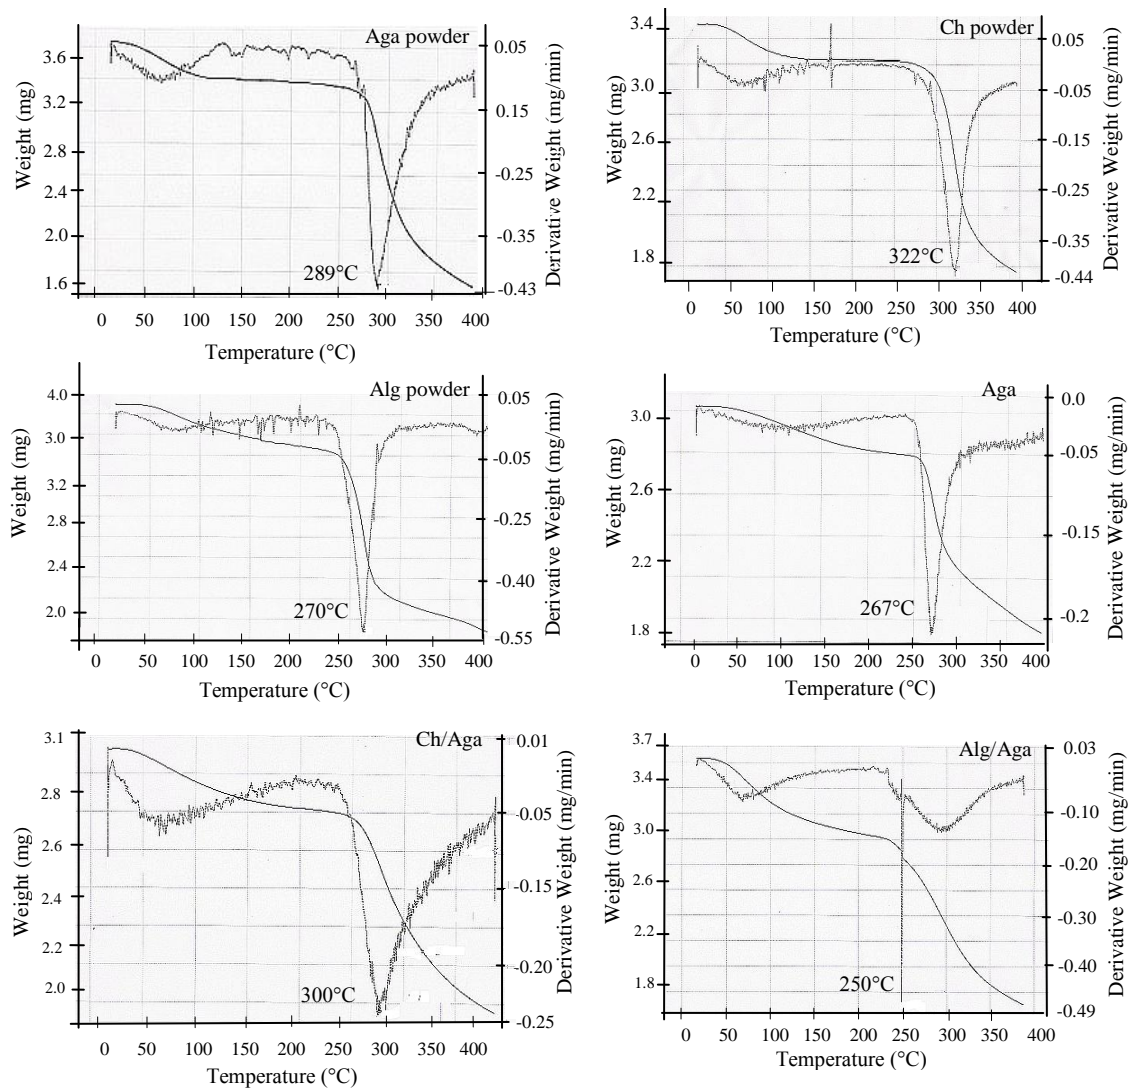 Aga powder
3.6
3.2
2.8
2.4
2.0
1.6
Weight (mg)
0.05
0.15
-0.25
-0.35
-0.43
Derivative Weight (mg/min)
289°C
0 50 150 150 200 250 300 350 400
Temperature (°C)
Ch powder
3.4
3.0
2.6
2.2
1.8
Weight (mg)
0.05
-0.05
-0.15
-0.25
-0.35
-0.44
Derivative Weight (mg/min)
322°C
0 50 100 150 200 250 300 350 400
Temperature (°C)
Alg powder
4.0
3.0
3.2
2.8
2.4
2.0
Weight (mg)
0.05
-0.05
-0.25
-0.40
-0.55
Derivative Weight (mg/min)
270°C
0 50 100 150 200 250 300 350 400
Temperature (°C)
Aga
3.0
2.6
2.2
1.8
Weight (mg)
0.0
-0.05
-0.15
-0.2
Derivative Weight (mg/min)
267°C
0 50 100 150 200 250 300 350 400
Temperature (°C)
Ch/Aga
3.1
2.8
2.6
2.4
2.2
2.0
Weight (mg)
0.01
-0.05
-0.15
-0.20
-0.25
Derivative Weight (mg/min)
300°C
0 50 100 150 200 250 300 350 400
Temperature (°C)
Alg/Aga
3.7
3.4
3.0
2.6
2.2
1.8
Weight (mg)
0.03
-0.10
-0.20
-0.30
-0.40
-0.49
Derivative Weight (mg/min)
250°C
0 50 100 150 200 250 300 350 400
Temperature (°C)